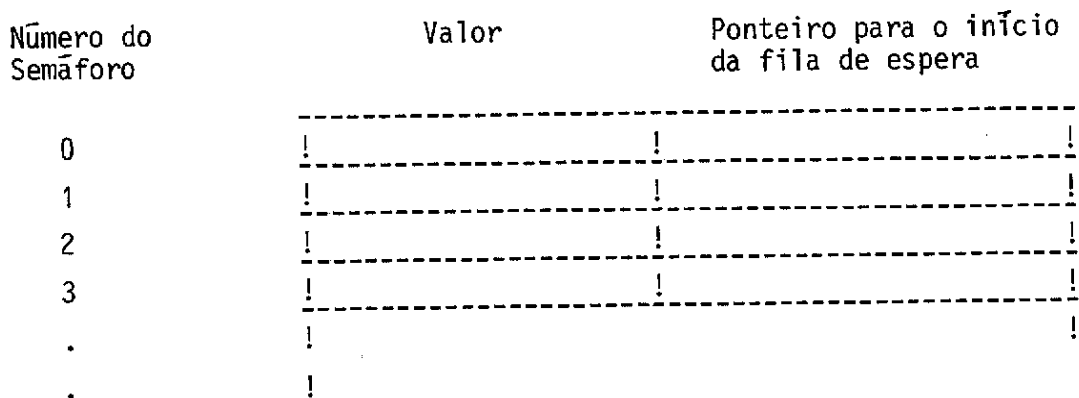 Número do Valor Ponteiro para o início
Semáforo da fila de espera
0 ! ! !
1 ! ! !
2 ! ! !
3 ! ! !
. ! !
. !